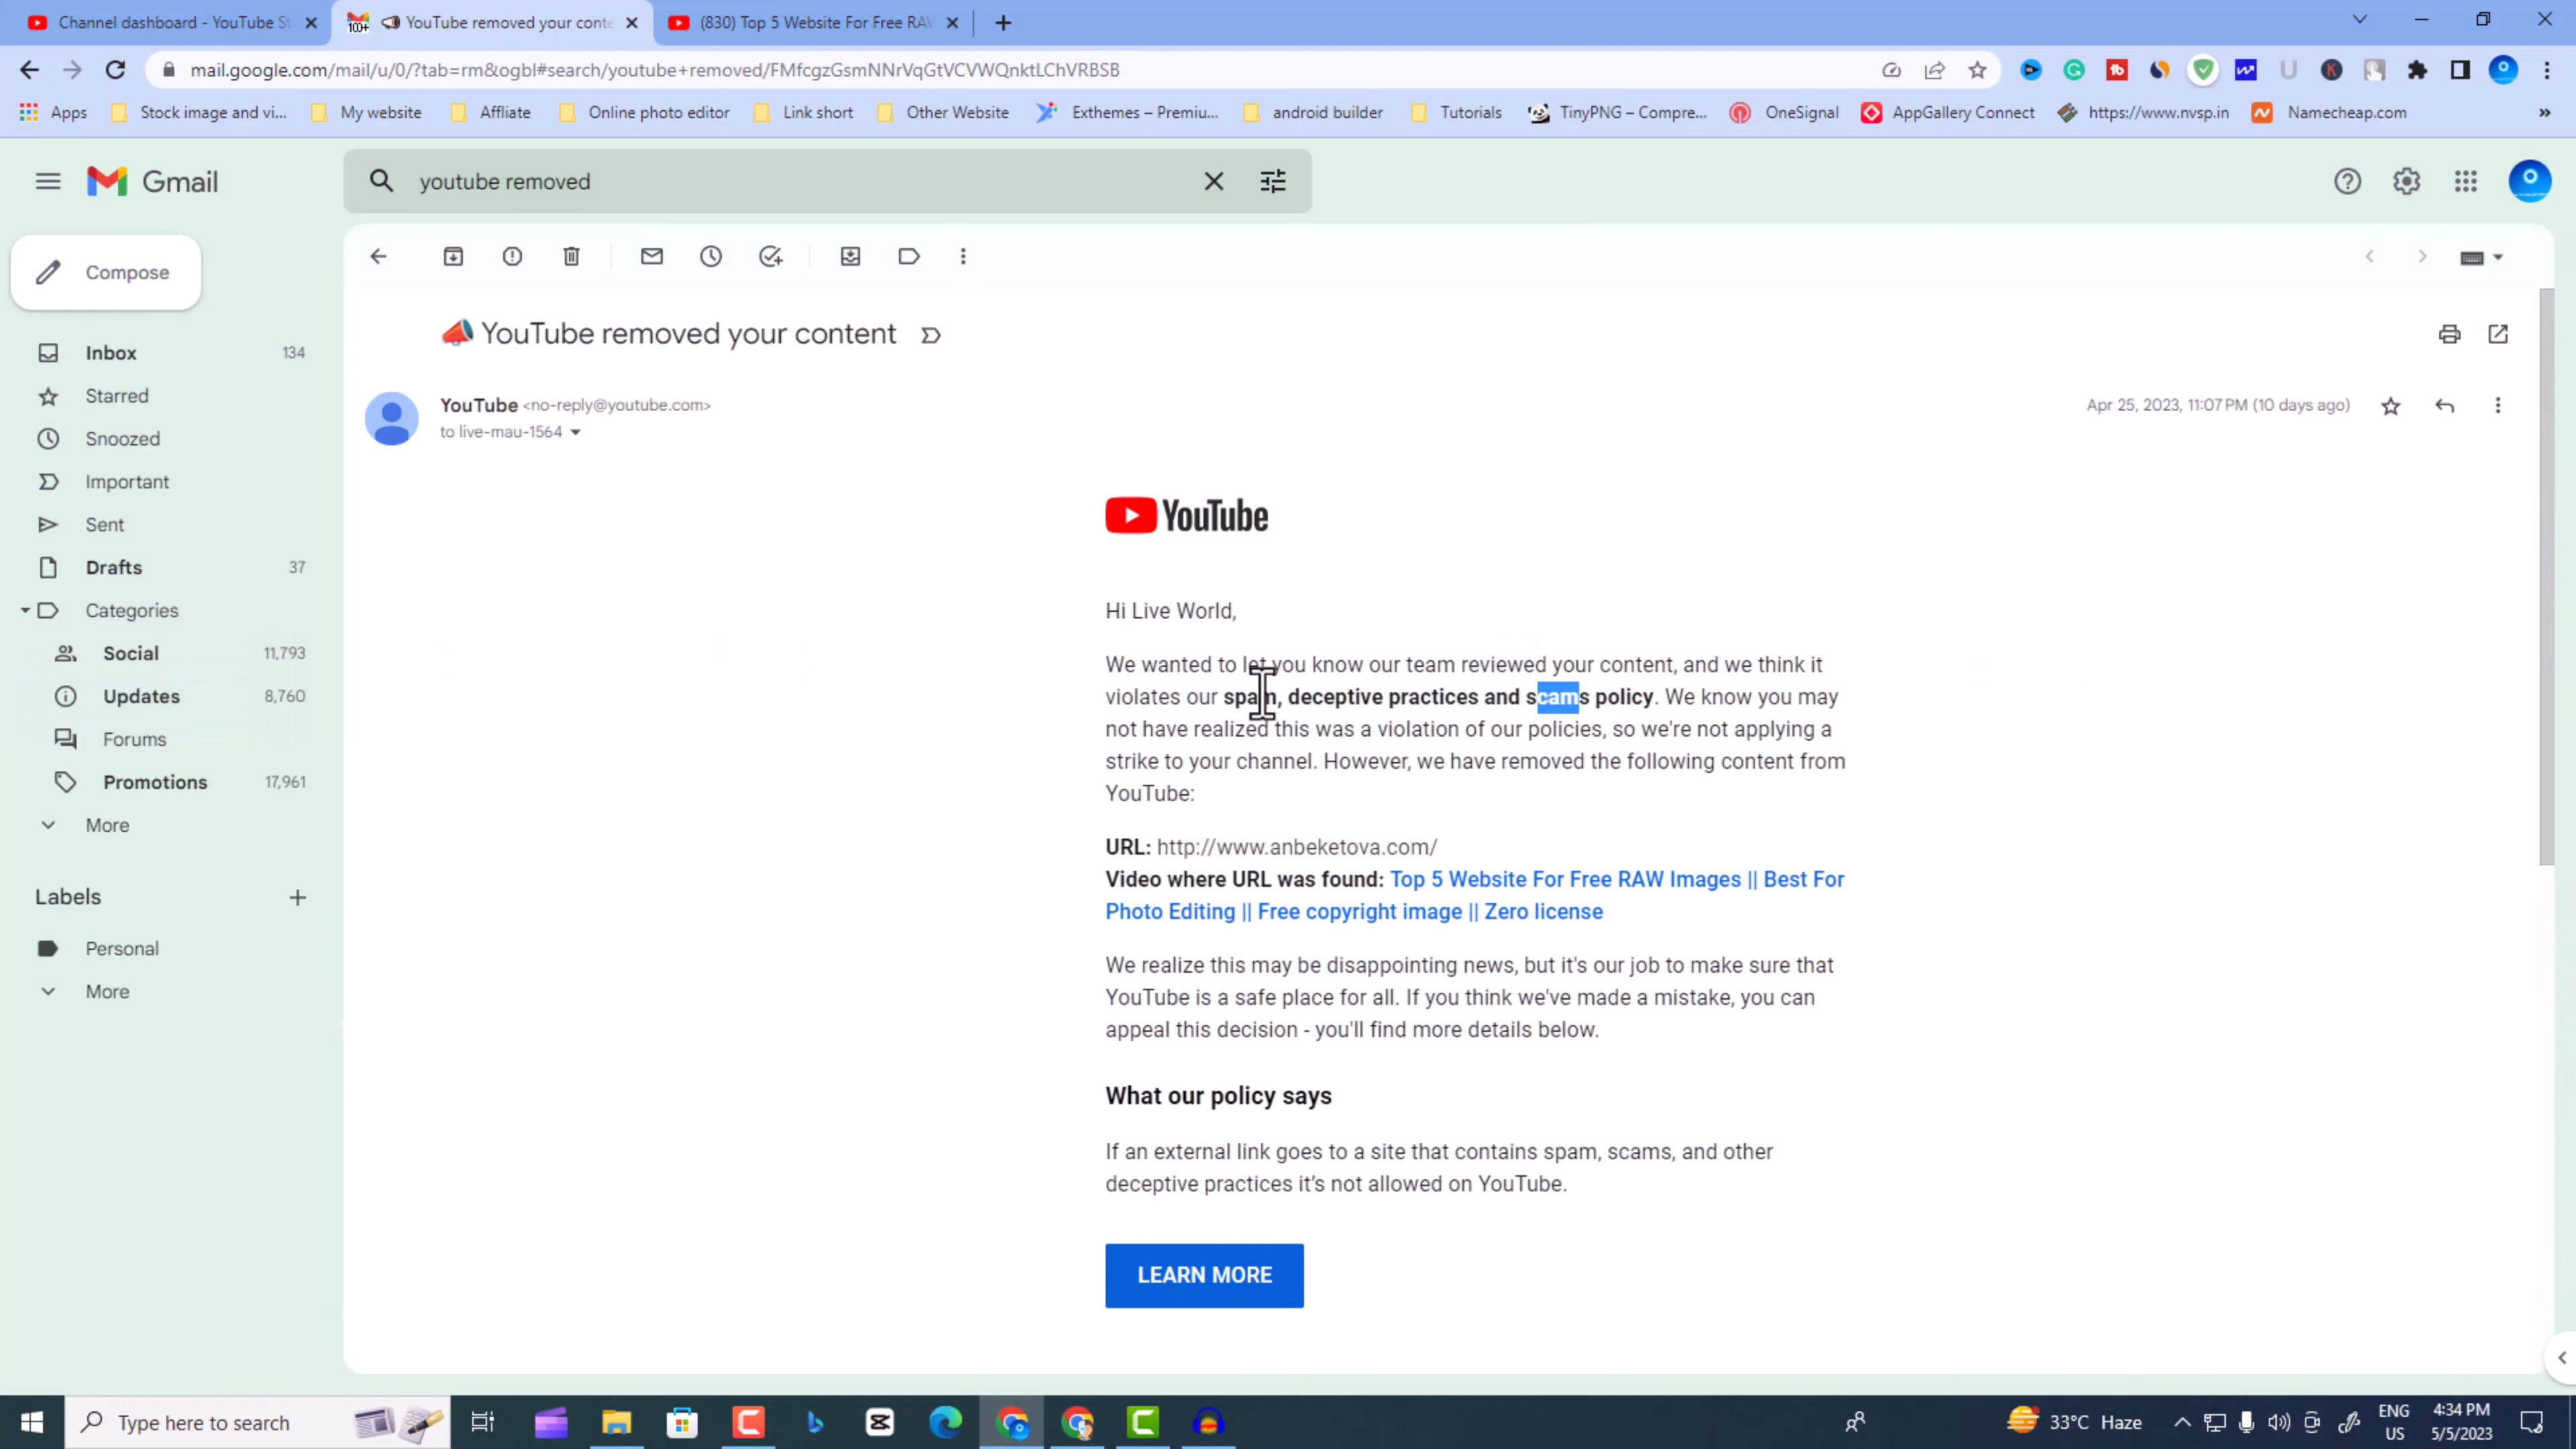 Channel dashboard - YouTube St
YouTube removed your conte
(830) Top 5 Website For Free RAW
mail.google.com/mail/u/0/?tab=rm&ogbl#search/youtube+removed/FMfcgzGsmNNrVqGtVCVWQnktLChVRBSB
Apps Stock image and vi... My website Affliate Online photo editor Link short Other Website Exthemes – Premiu... android builder Tutorials TinyPNG – Compre... OneSignal AppGallery Connect https://www.nvsp.in Namecheap.com »
Gmail
youtube removed
Compose
Inbox 134
Starred
Snoozed
Important
Sent
Drafts 37
Categories
Social 11,793
Updates 8,760
Forums
Promotions 17,961
More
Labels
Personal
More
YouTube removed your content
YouTube <no-reply@youtube.com>
Apr 25, 2023, 11:07 PM (10 days ago)
to live-mau-1564
YouTube
Hi Live World,
We wanted to let you know our team reviewed your content, and we think it
violates our spam, deceptive practices and scams policy. We know you may
not have realized this was a violation of our policies, so we're not applying a
strike to your channel. However, we have removed the following content from
YouTube:
URL: http://www.anbeketova.com/
Video where URL was found: Top 5 Website For Free RAW Images || Best For
Photo Editing || Free copyright image || Zero license
We realize this may be disappointing news, but it's our job to make sure that
YouTube is a safe place for all. If you think we've made a mistake, you can
appeal this decision - you'll find more details below.
What our policy says
If an external link goes to a site that contains spam, scams, and other
deceptive practices it's not allowed on YouTube.
LEARN MORE
Type here to search
33°C Haze
ENG
US
4:34 PM
5/5/2023